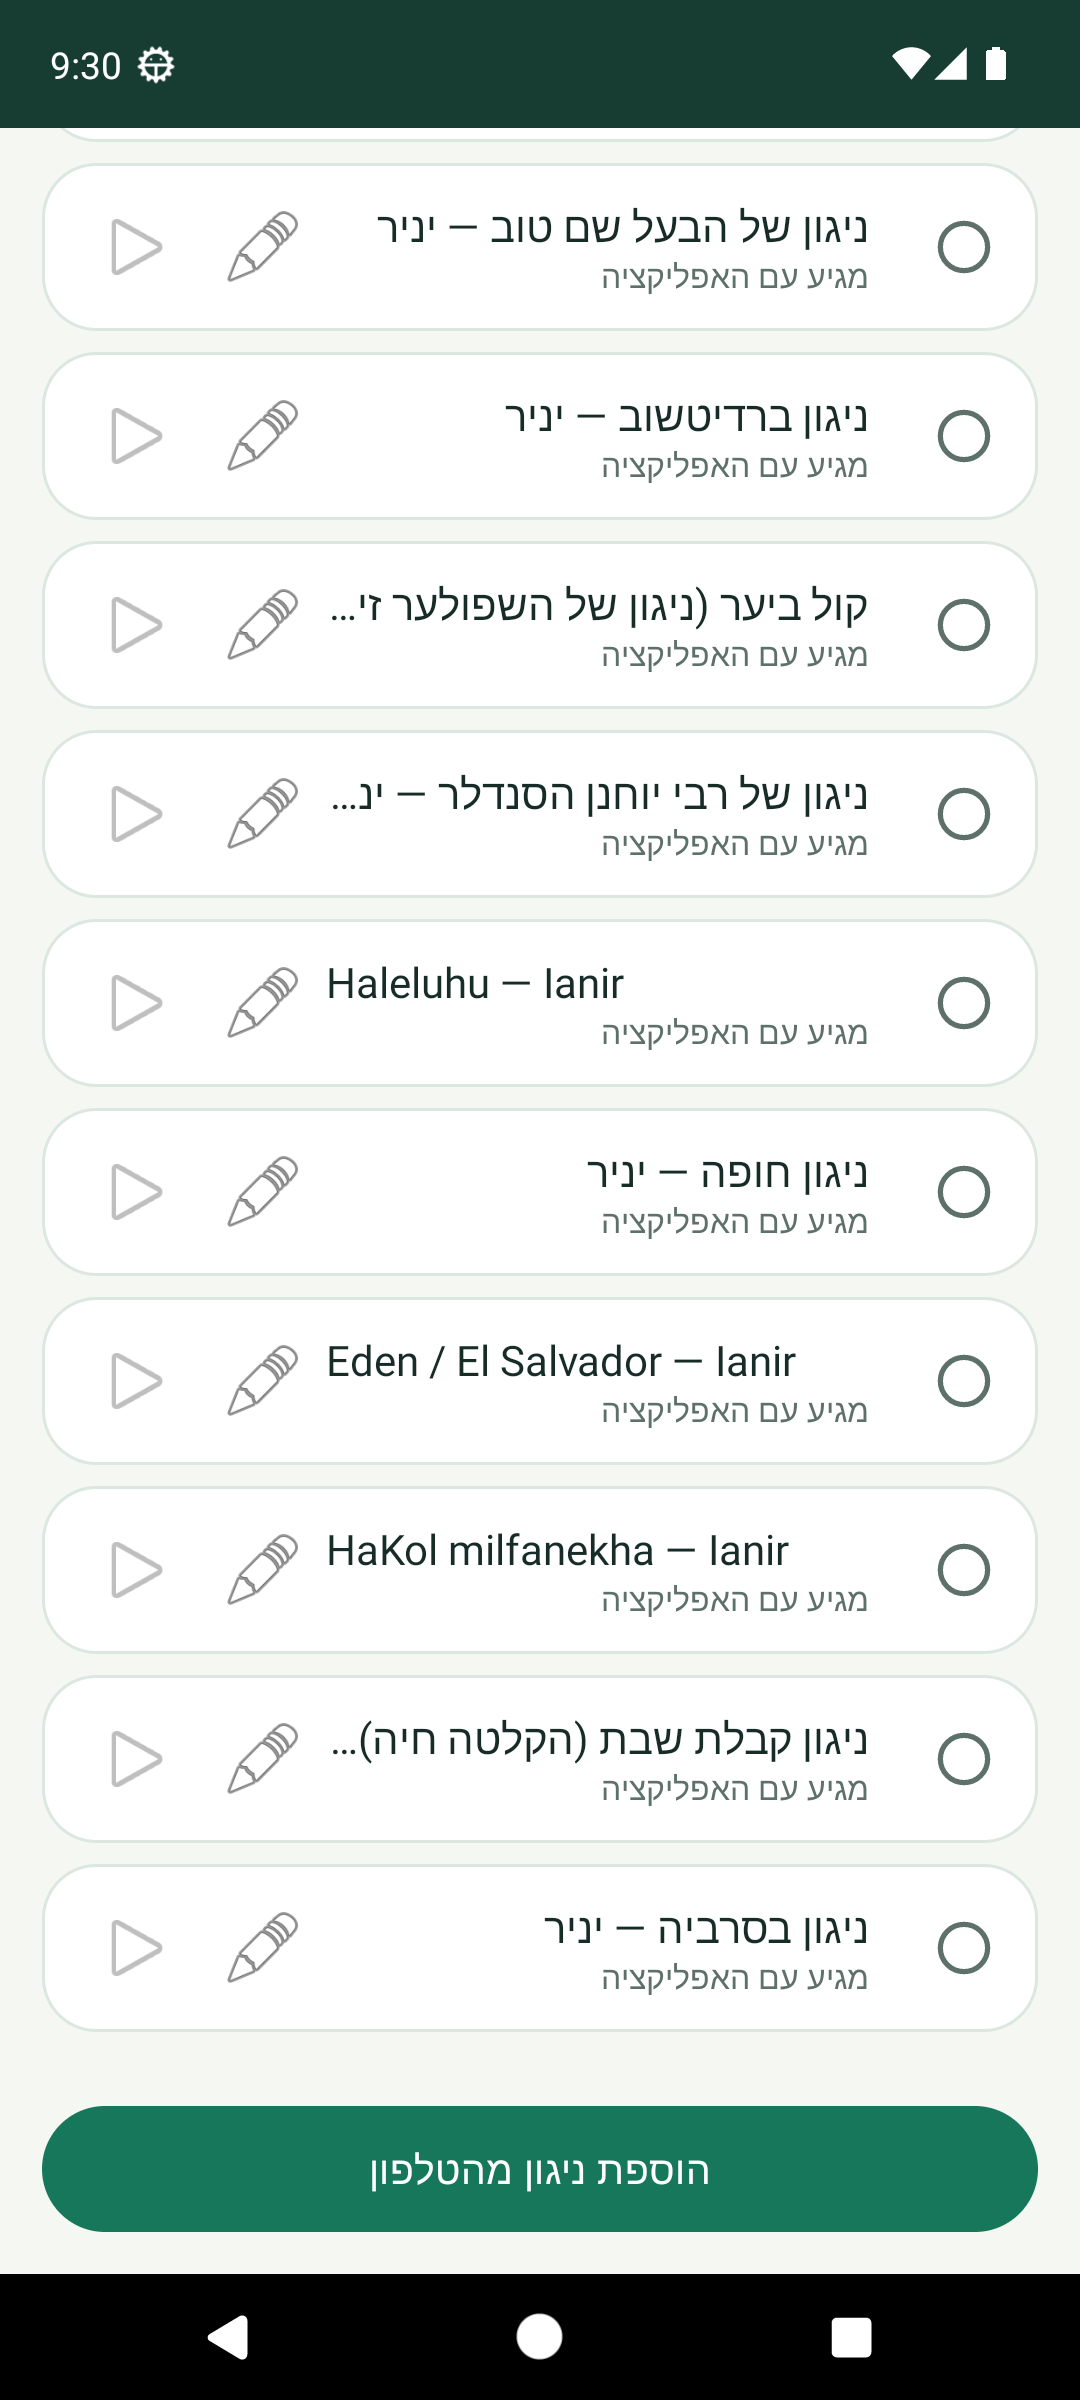 9:30
ניגון של הבעל שם טוב – יניר
מגיע עם האפליקציה
ניגון ברדיטשוב – יניר
מגיע עם האפליקציה
קול ביער (ניגון של השפולער זי...
מגיע עם האפליקציה
ניגון של רבי יוחנן הסנדלר – ינ...
מגיע עם האפליקציה
Haleluhu – Ianir
מגיע עם האפליקציה
ניגון חופה – יניר
מגיע עם האפליקציה
Eden / El Salvador – Ianir
מגיע עם האפליקציה
HaKol milfanekha – Ianir
מגיע עם האפליקציה
ניגון קבלת שבת (הקלטה חיה)...
מגיע עם האפליקציה
ניגון בסרביה – יניר
מגיע עם האפליקציה
הוספת ניגון מהטלפון